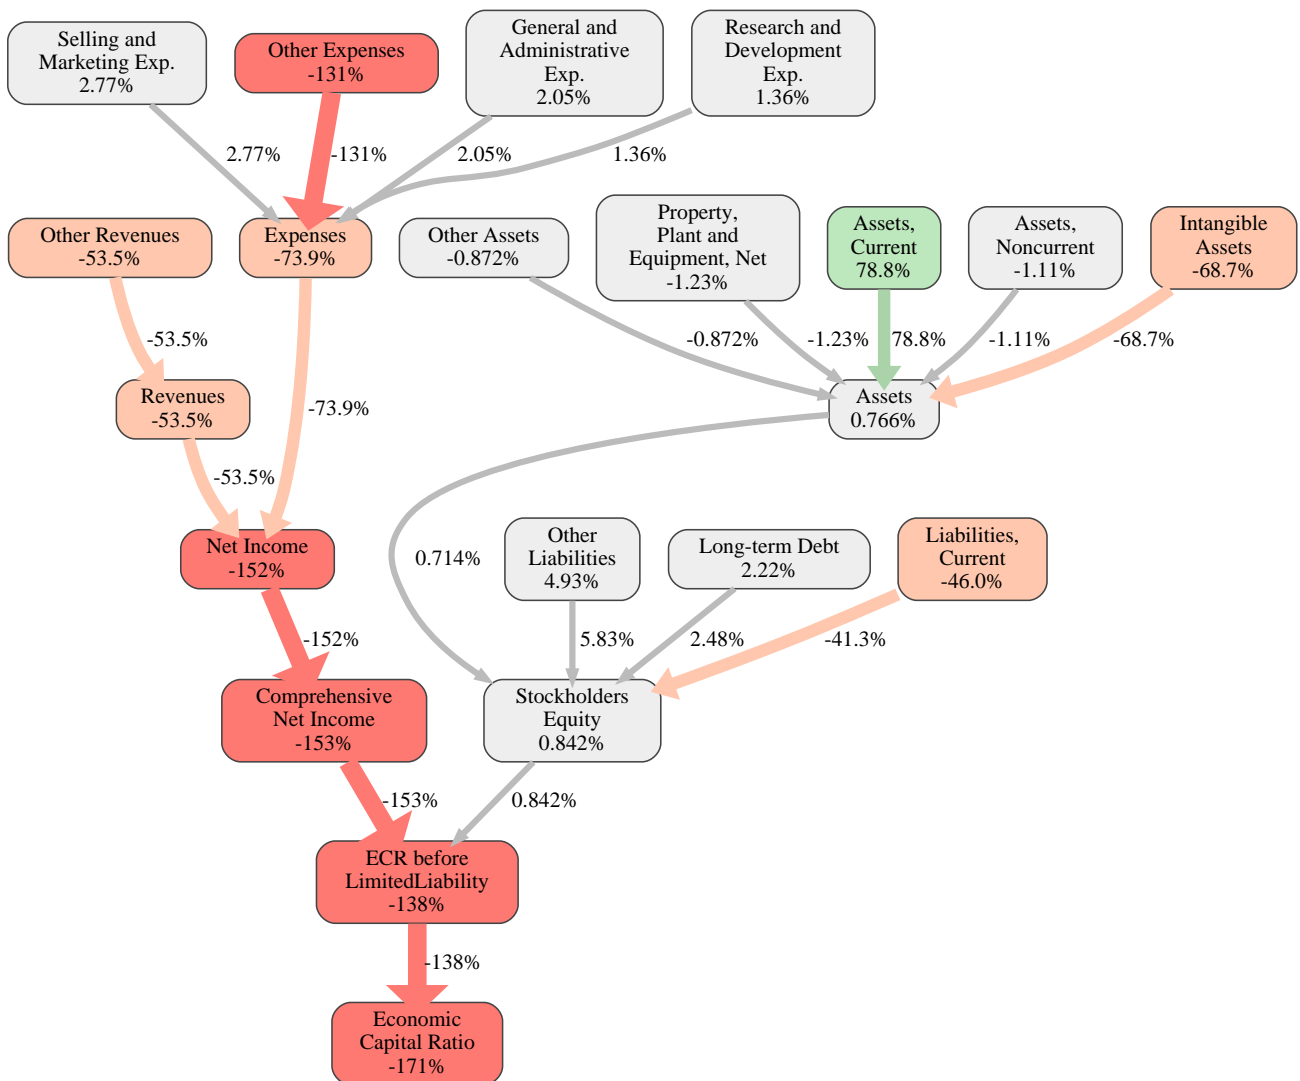 Selling and
Marketing Exp.
2.77%
Other Expenses
-131%
General and
Administrative
Exp.
2.05%
Research and
Development
Exp.
1.36%
2.77%
-131%
2.05%
1.36%
Other Revenues
-53.5%
Expenses
-73.9%
Other Assets
-0.872%
Property,
Plant and
Equipment, Net
-1.23%
Assets,
Current
78.8%
Assets,
Noncurrent
-1.11%
Intangible
Assets
-68.7%
-53.5%
-0.872%
-1.23%
78.8%
-1.11%
-68.7%
Revenues
-53.5%
-73.9%
Assets
0.766%
-53.5%
Net Income
-152%
0.714%
Other
Liabilities
4.93%
Long-term Debt
2.22%
Liabilities,
Current
-46.0%
-152%
5.83%
2.48%
-41.3%
Comprehensive
Net Income
-153%
Stockholders
Equity
0.842%
-153%
0.842%
ECR before
LimitedLiability
-138%
-138%
Economic
Capital Ratio
-171%